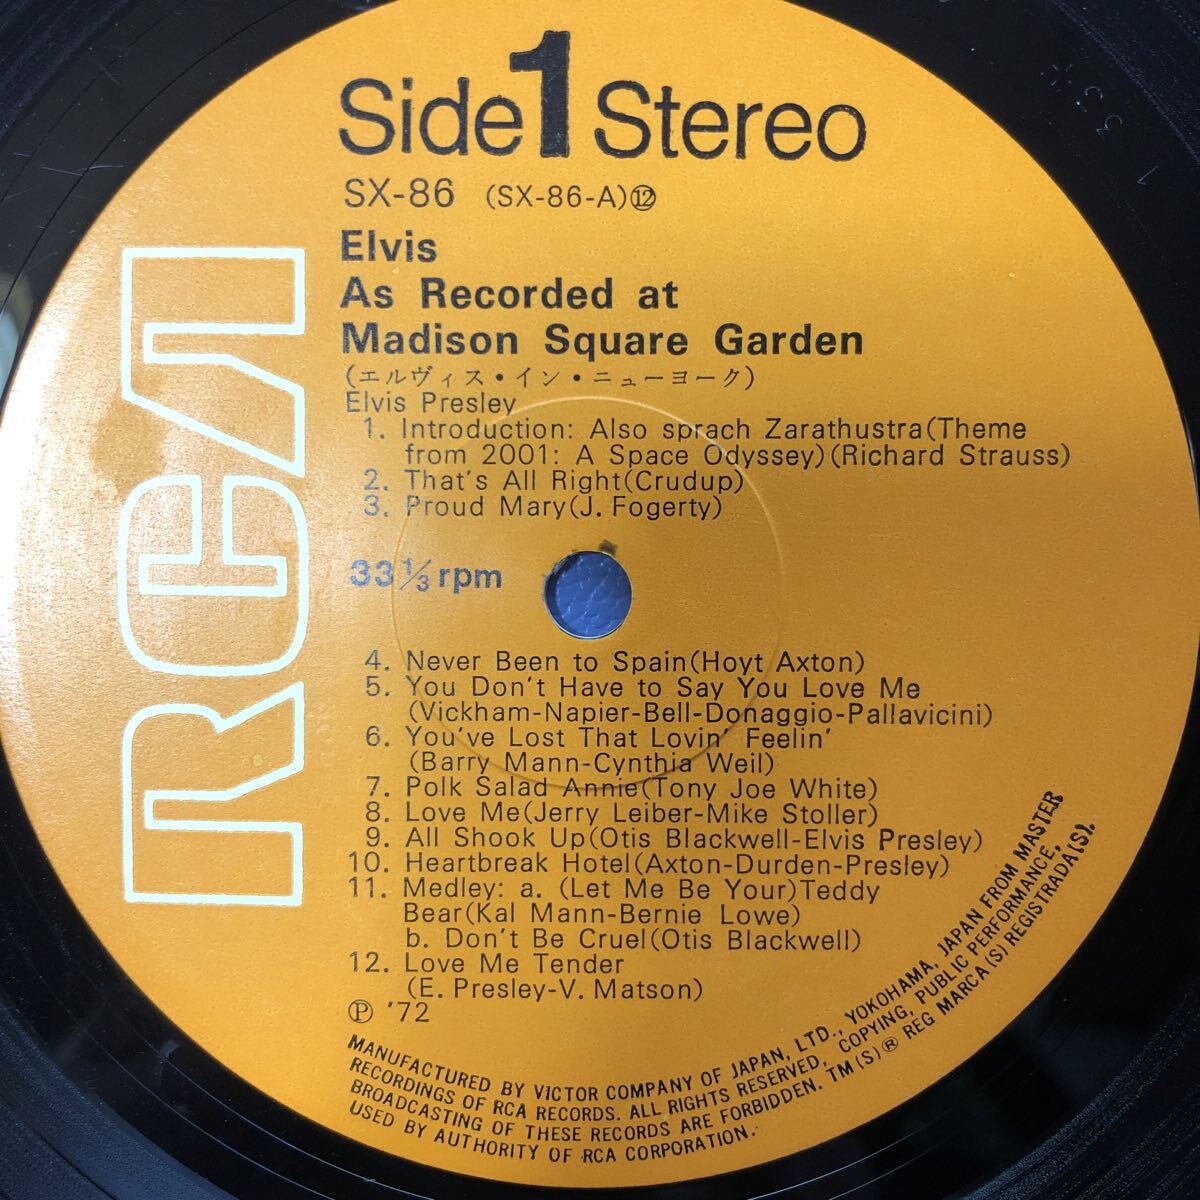 Side 1 Stereo
SX-86 (SX-86-A)⑫
Elvis
As Recorded at
Madison Square Garden
(エルヴィス・イン・ニューヨーク)
Elvis Presley
1. Introduction: Also sprach Zarathustra(Theme
from 2001: A Space Odyssey)(Richard Strauss)
2. That's All Right(Crudup)
3. Proud Mary(J. Fogerty)
33 1/3 rpm
4. Never Been to Spain(Hoyt Axton)
5. You Don't Have to Say You Love Me
(Vickham-Napier-Bell-Donaggio-Pallavicini)
6. You've Lost That Lovin' Feelin'
(Barry Mann-Cynthia Weil)
7. Polk Salad Annie(Tony Joe White)
8. Love Me(Jerry Leiber-Mike Stoller)
9. All Shook Up(Otis Blackwell-Elvis Presley)
10. Heartbreak Hotel(Axton-Durden-Presley)
11. Medley: a. (Let Me Be Your)Teddy
Bear(Kal Mann-Bernie Lowe)
b. Don't Be Cruel(Otis Blackwell)
12. Love Me Tender
(E. Presley-V. Matson)
Ⓟ '72
MANUFACTURED BY VICTOR COMPANY OF JAPAN, LTD., YOKOHAMA, JAPAN FROM MASTER
RECORDINGS OF RCA RECORDS. ALL RIGHTS RESERVED, COPYING, PUBLIC PERFORMANCE,
BROADCASTING OF THESE RECORDS ARE FORBIDDEN. TM(S)® REG MARCA(S) REGISTRADA(S).
USED BY AUTHORITY OF RCA CORPORATION.
RCA
1 3 3